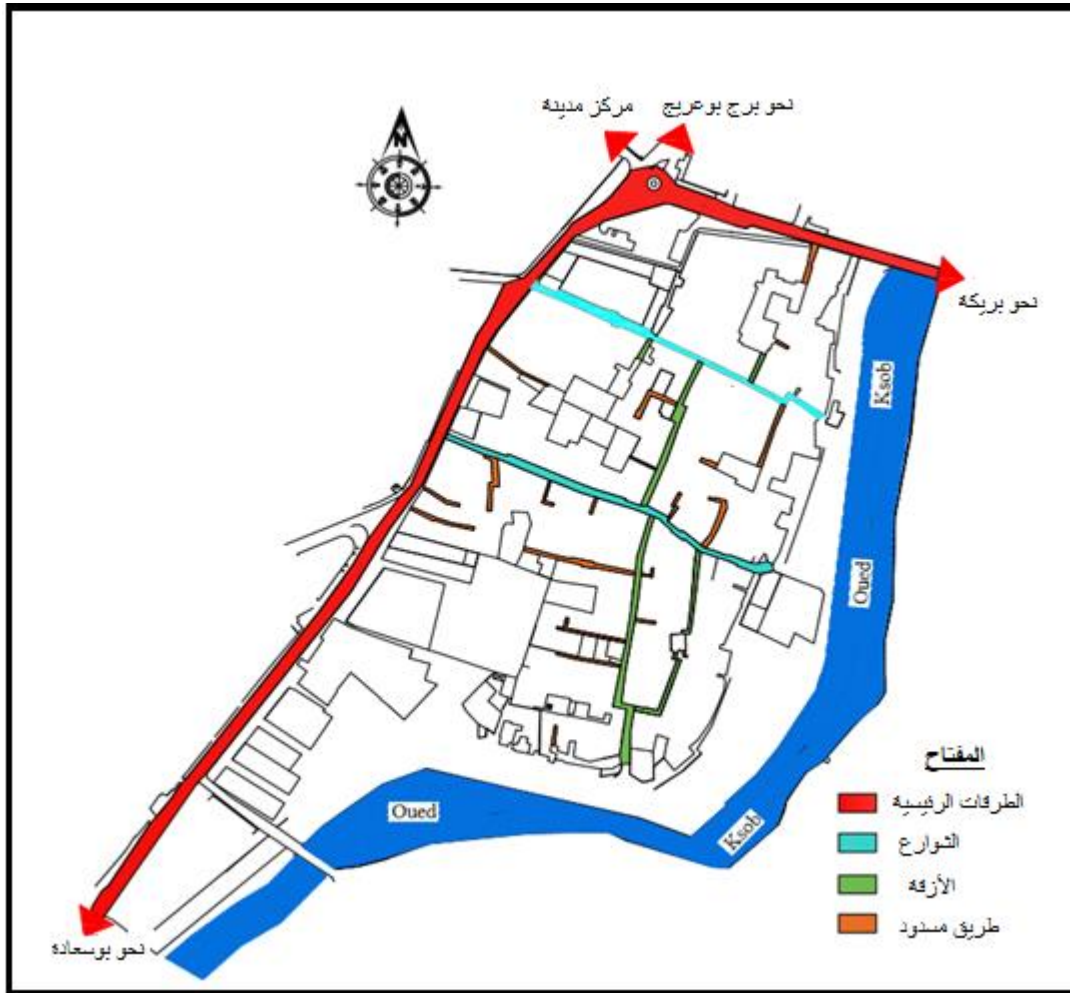 نحو برج بوعريج
مركز مدينة
N
نحو بريكة
Ksob
Oued
المفتاح
الطرقات الرئيسية
الشوارع
الأزقة
طريق مسدود
Oued
Ksob
نحو بوسعادة